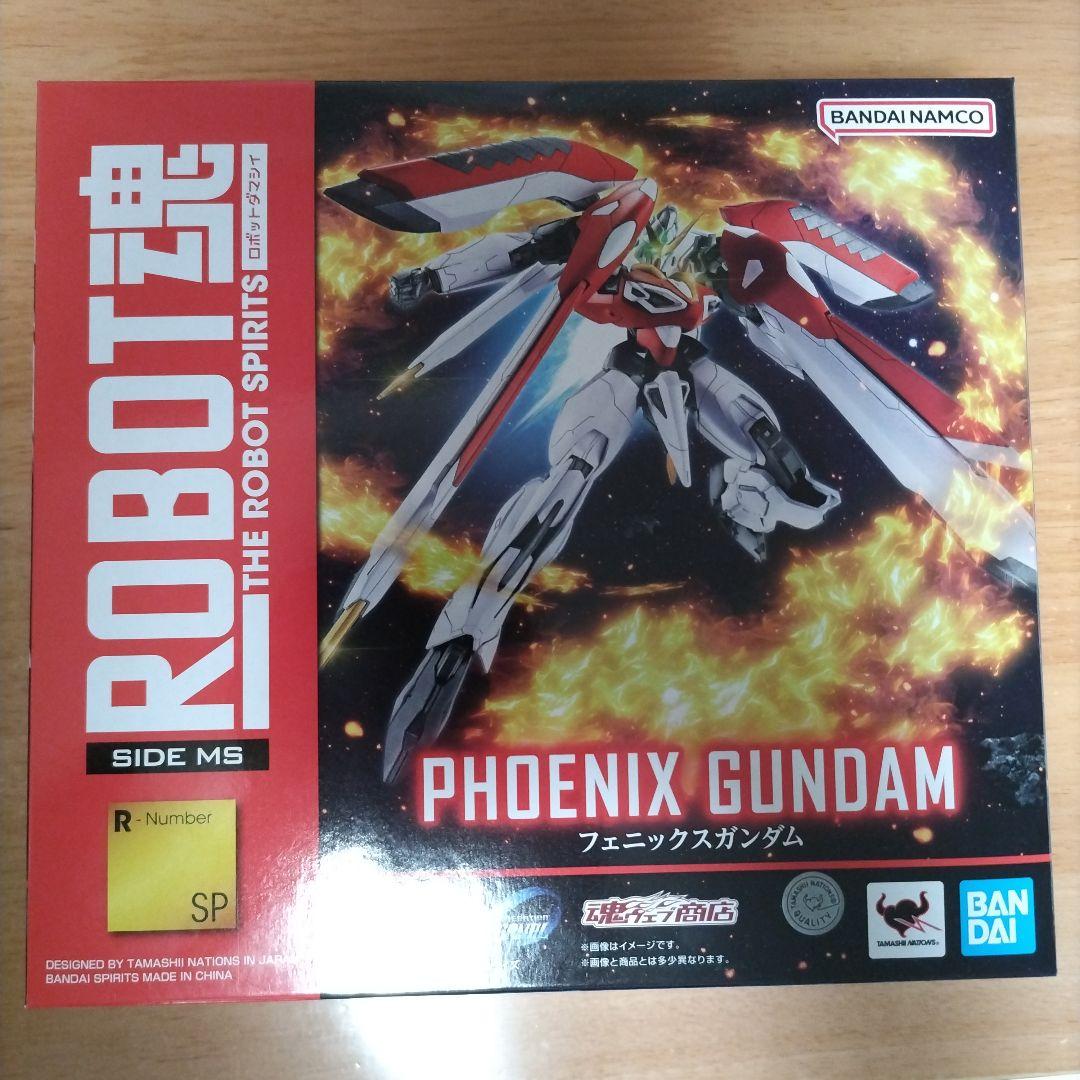 ROBOT魂
ロボットダマシイ
THE ROBOT SPIRITS
SIDE MS
R - Number
SP
DESIGNED BY TAMASHII NATIONS IN
BANDAI SPIRITS MADE IN CHINA
BANDAI NAMCO
PHOENIX GUNDAM
フェニックスガンダム
魂ウェブ商店
※画像はイメージです。
※画像と商品とは多少異なります。
TAMASHII NATIONS
QUALITY
TAMASHII NATIONS®
BAN
DAI